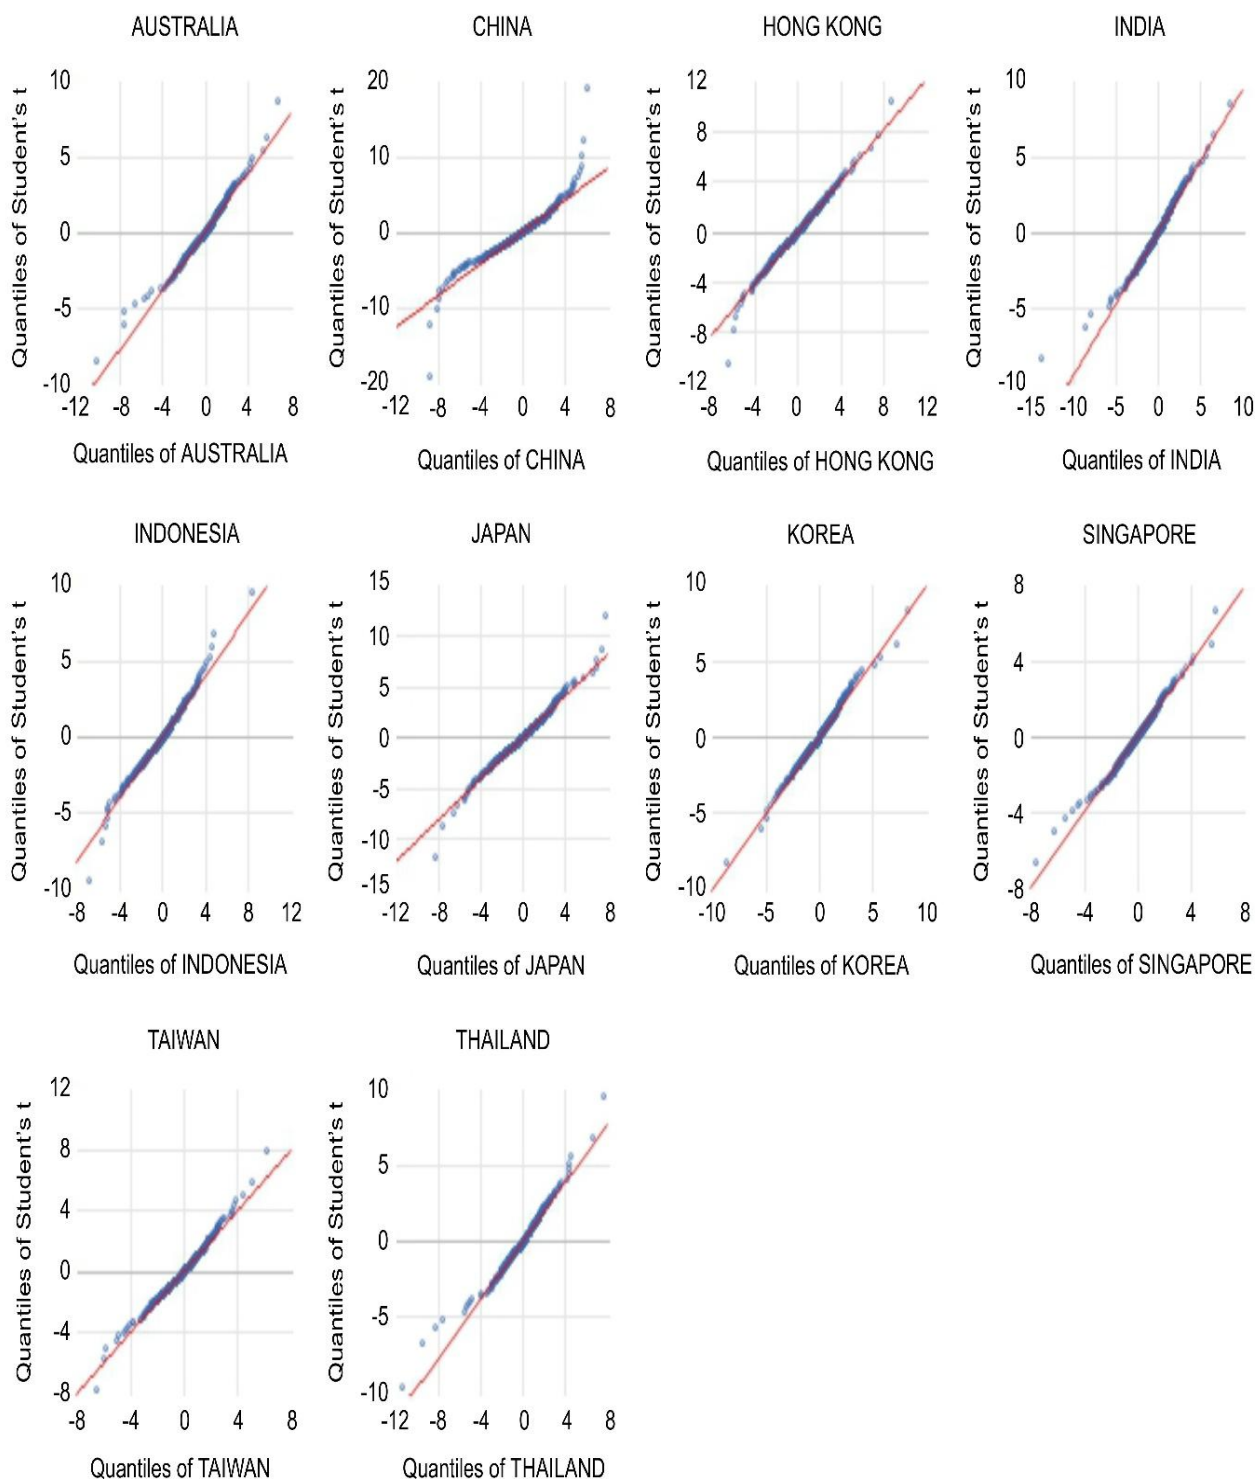 AUSTRALIA
CHINA
HONG KONG
INDIA
Quantiles of Student's t
10
5
0
-5
-10
-12 -8 -4 0 4 8
Quantiles of AUSTRALIA
Quantiles of Student's t
20
10
0
-10
-20
-12 -8 -4 0 4 8
Quantiles of CHINA
Quantiles of Student's t
12
8
4
0
-4
-8
-12
-8 -4 0 4 8 12
Quantiles of HONG KONG
Quantiles of Student's t
10
5
0
-5
-10
-15 -10 -5 0 5 10
Quantiles of INDIA
INDONESIA
JAPAN
KOREA
SINGAPORE
Quantiles of Student's t
10
5
0
-5
-10
-8 -4 0 4 8 12
Quantiles of INDONESIA
Quantiles of Student's t
15
10
5
0
-5
-10
-15
-12 -8 -4 0 4 8
Quantiles of JAPAN
Quantiles of Student's t
10
5
0
-5
-10
-10 -5 0 5 10
Quantiles of KOREA
Quantiles of Student's t
8
4
0
-4
-8
-8 -4 0 4 8
Quantiles of SINGAPORE
TAIWAN
THAILAND
Quantiles of Student's t
12
8
4
0
-4
-8
-8 -4 0 4 8
Quantiles of TAIWAN
Quantiles of Student's t
10
5
0
-5
-10
-12 -8 -4 0 4 8
Quantiles of THAILAND